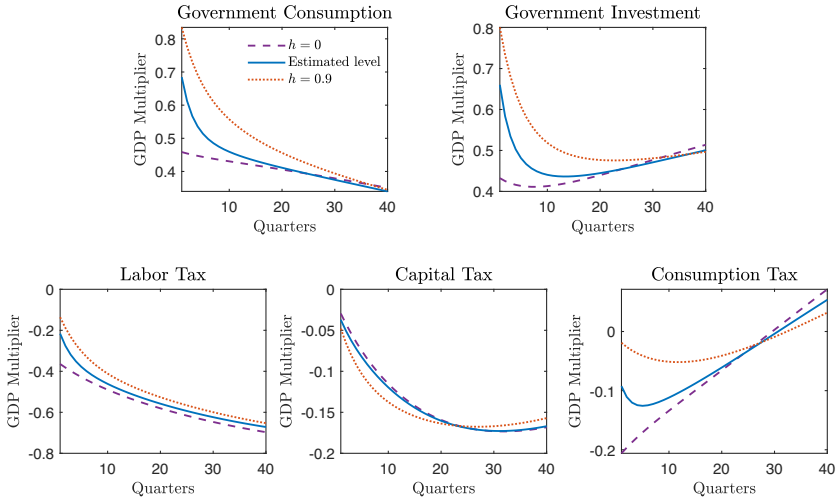 Government Consumption
GDP Multiplier
0.8
0.7
0.6
0.5
0.4
h = 0
Estimated level
h = 0.9
10
20
30
40
Quarters
Government Investment
GDP Multiplier
0.8
0.7
0.6
0.5
0.4
10
20
30
40
Quarters
Labor Tax
GDP Multiplier
0
-0.2
-0.4
-0.6
-0.8
10
20
30
40
Quarters
Capital Tax
GDP Multiplier
0
-0.05
-0.1
-0.15
-0.2
10
20
30
40
Quarters
Consumption Tax
GDP Multiplier
0
-0.1
-0.2
10
20
30
40
Quarters